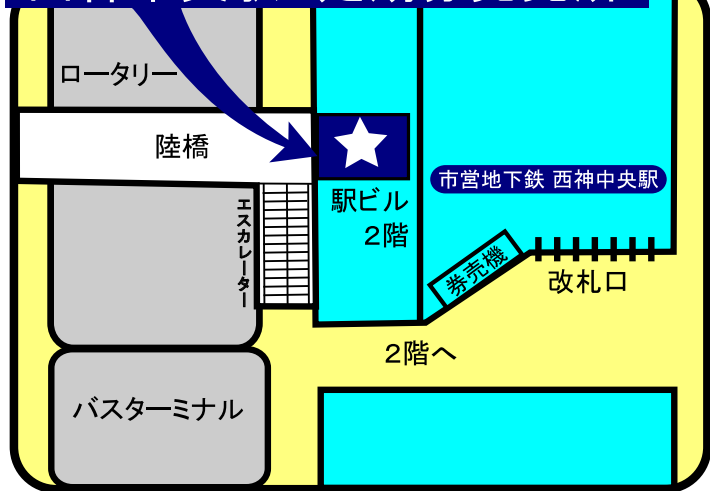 ロータリー
陸橋
市営地下鉄 西神中央駅
駅ビル
2階
エスカレーター
券売機
改札口
2階へ
バスターミナル